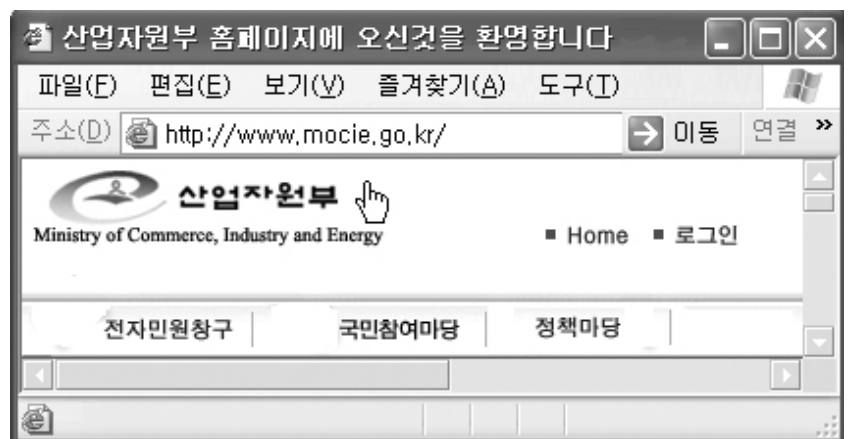 산업자원부 홈페이지에 오신것을 환영합니다
파일(F) 편집(E) 보기(V) 즐겨찾기(A) 도구(T)
주소(D) http://www.mocie.go.kr/ 이동 연결 »
산업자원부
Ministry of Commerce, Industry and Energy
▪ Home ▪ 로그인
전자민원창구 국민참여마당 정책마당